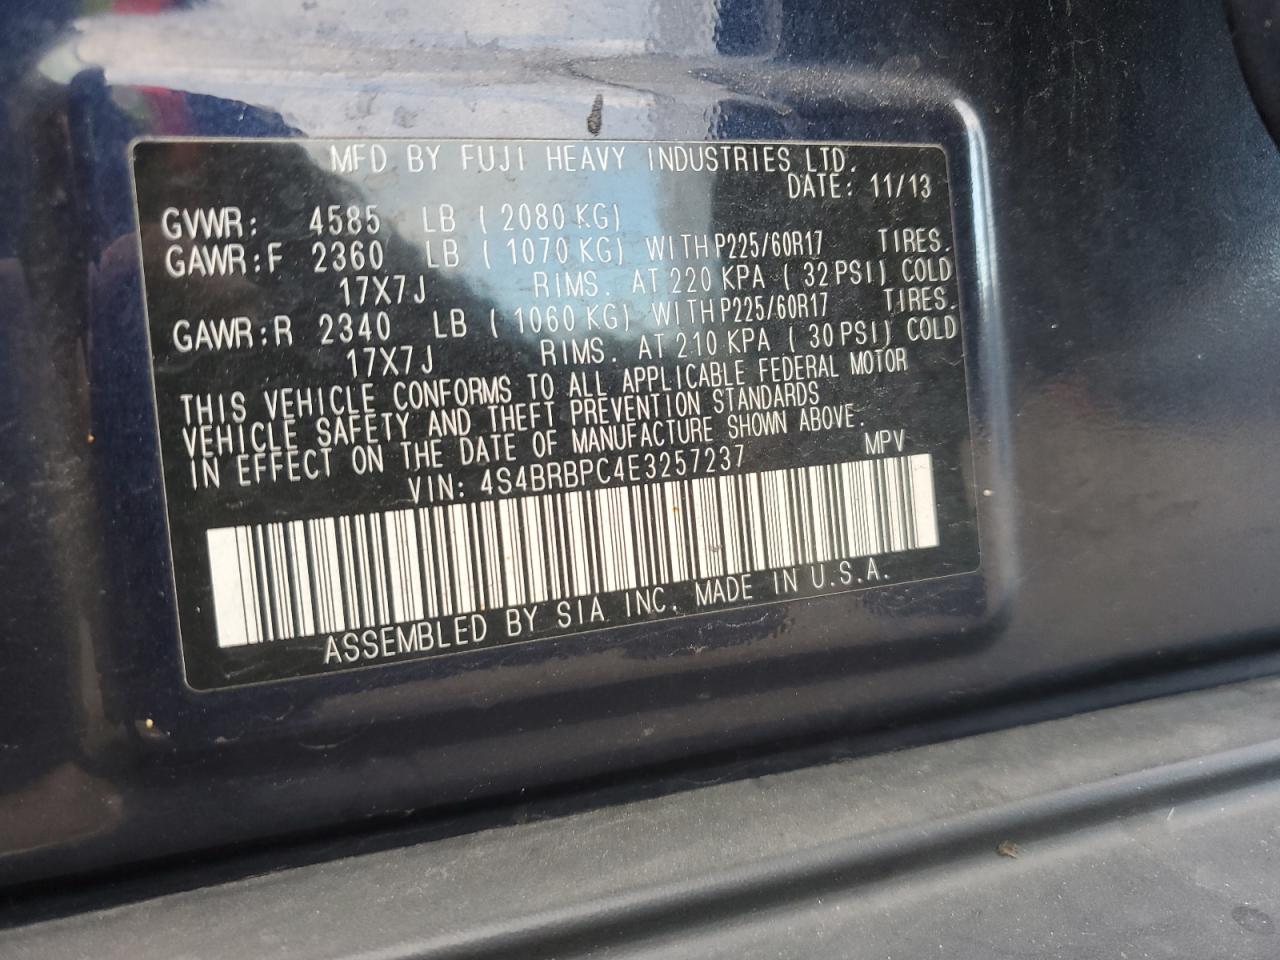 MFD BY FUJI HEAVY INDUSTRIES LTD.
DATE: 11/13
GVWR: 4585 LB (2080 KG)
GAWR:F 2360 LB (1070 KG) WITH P225/60R17 TIRES.
17X7J RIMS. AT 220 KPA (32 PSI) COLD
GAWR:R 2340 LB (1060 KG) WITH P225/60R17 TIRES.
17X7J RIMS. AT 210 KPA (30 PSI) COLD
THIS VEHICLE CONFORMS TO ALL APPLICABLE FEDERAL MOTOR
VEHICLE SAFETY AND THEFT PREVENTION STANDARDS
IN EFFECT ON THE DATE OF MANUFACTURE SHOWN ABOVE.
VIN: 4S4BRBPC4E3257237 MPV
ASSEMBLED BY SIA INC. MADE IN U.S.A.